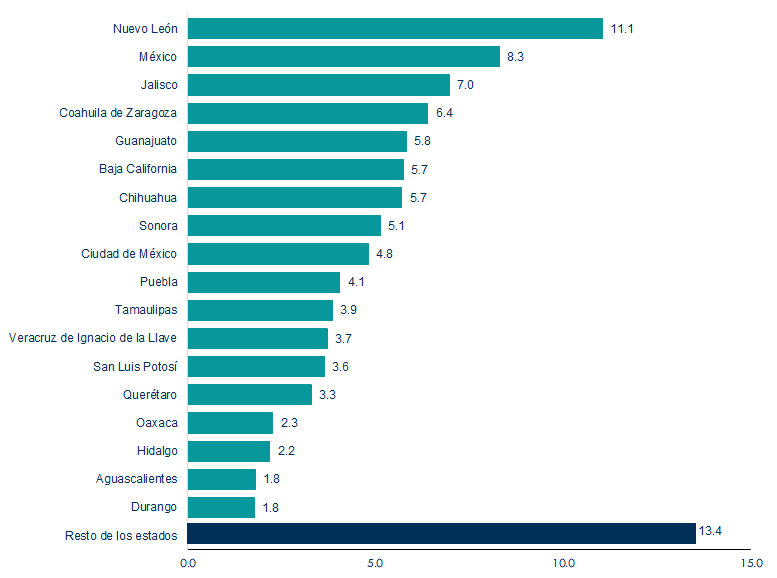 Nuevo León 11.1
México 8.3
Jalisco 7.0
Coahuila de Zaragoza 6.4
Guanajuato 5.8
Baja California 5.7
Chihuahua 5.7
Sonora 5.1
Ciudad de México 4.8
Puebla 4.1
Tamaulipas 3.9
Veracruz de Ignacio de la Llave 3.7
San Luis Potosí 3.6
Querétaro 3.3
Oaxaca 2.3
Hidalgo 2.2
Aguascalientes 1.8
Durango 1.8
Resto de los estados 13.4
0.0 5.0 10.0 15.0